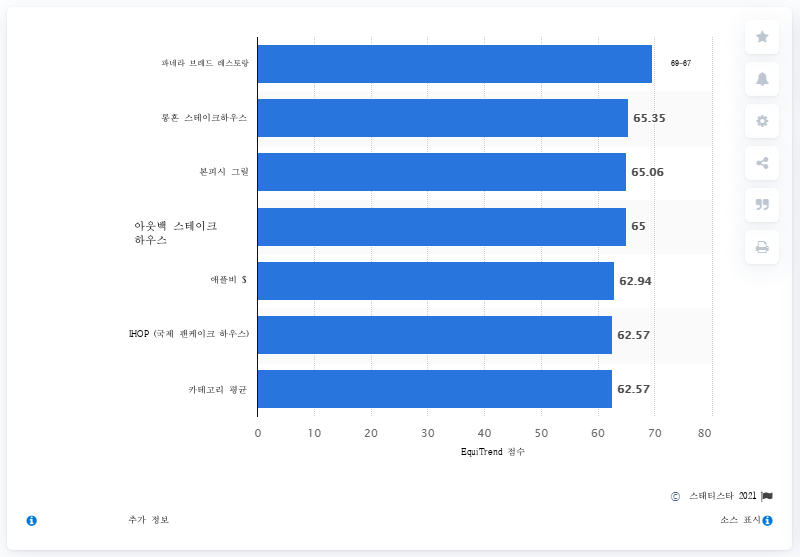 파네라 브레드 레스토랑
69-67
롱혼 스테이크하우스
65.35
본피시 그릴
65.06
아웃백 스테이크
하우스
65
애플비 S
62.94
IHOP (국제 팬케이크 하우스)
62.57
카테고리 평균
62.57
0 10 20 30 40 50 60 70 80
EquiTrend 점수
© 스태티스타 2021
추가 정보
소스 표시